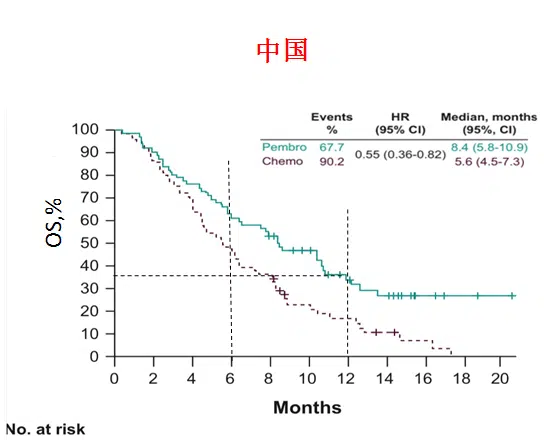 中国
Events HR Median, months
% (95% CI) (95%, CI)
Pembro 67.7 0.55 (0.36-0.82) 8.4 (5.8-10.9)
Chemo 90.2 5.6 (4.5-7.3)
OS,%
100
90
80
70
60
50
40
30
20
10
0
0 2 4 6 8 10 12 14 16 18 20
Months
No. at risk